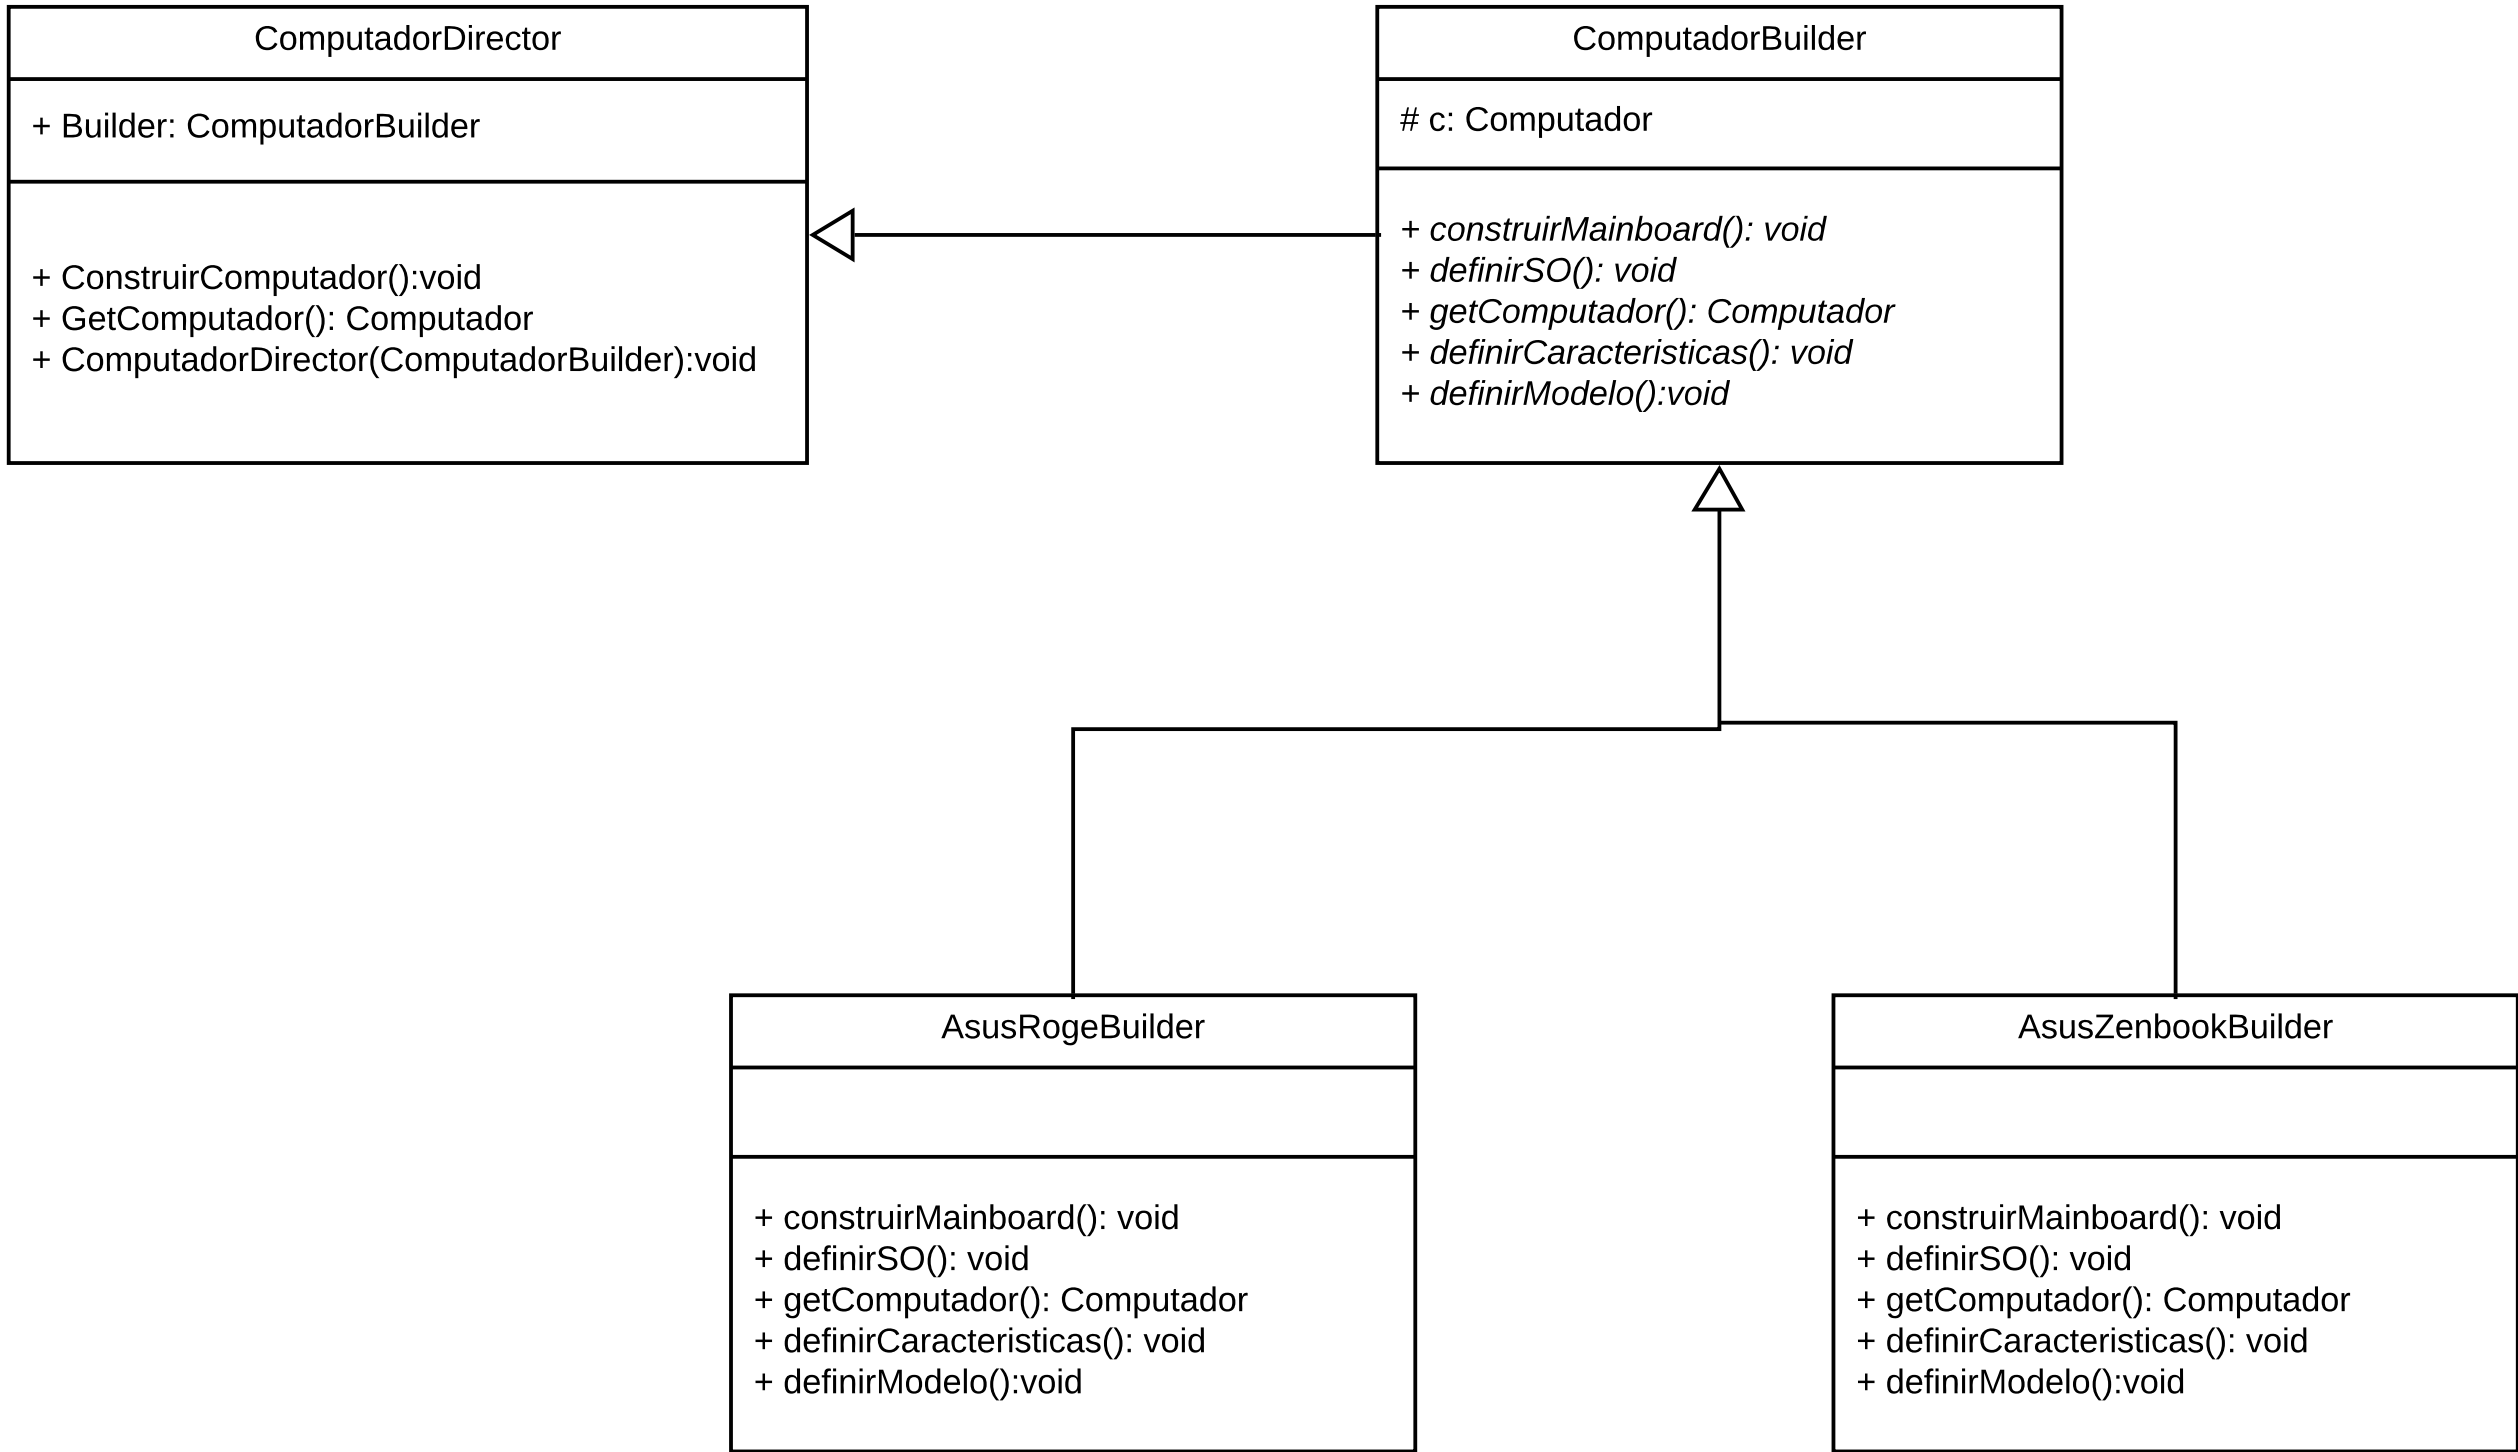 ComputadorDirector
+ Builder: ComputadorBuilder
+ ConstruirComputador():void
+ GetComputador(): Computador
+ ComputadorDirector(ComputadorBuilder):void
ComputadorBuilder
# c: Computador
+ construirMainboard(): void
+ definirSO(): void
+ getComputador(): Computador
+ definirCaracteristicas(): void
+ definirModelo():void
AsusRogeBuilder
+ construirMainboard(): void
+ definirSO(): void
+ getComputador(): Computador
+ definirCaracteristicas(): void
+ definirModelo():void
AsusZenbookBuilder
+ construirMainboard(): void
+ definirSO(): void
+ getComputador(): Computador
+ definirCaracteristicas(): void
+ definirModelo():void